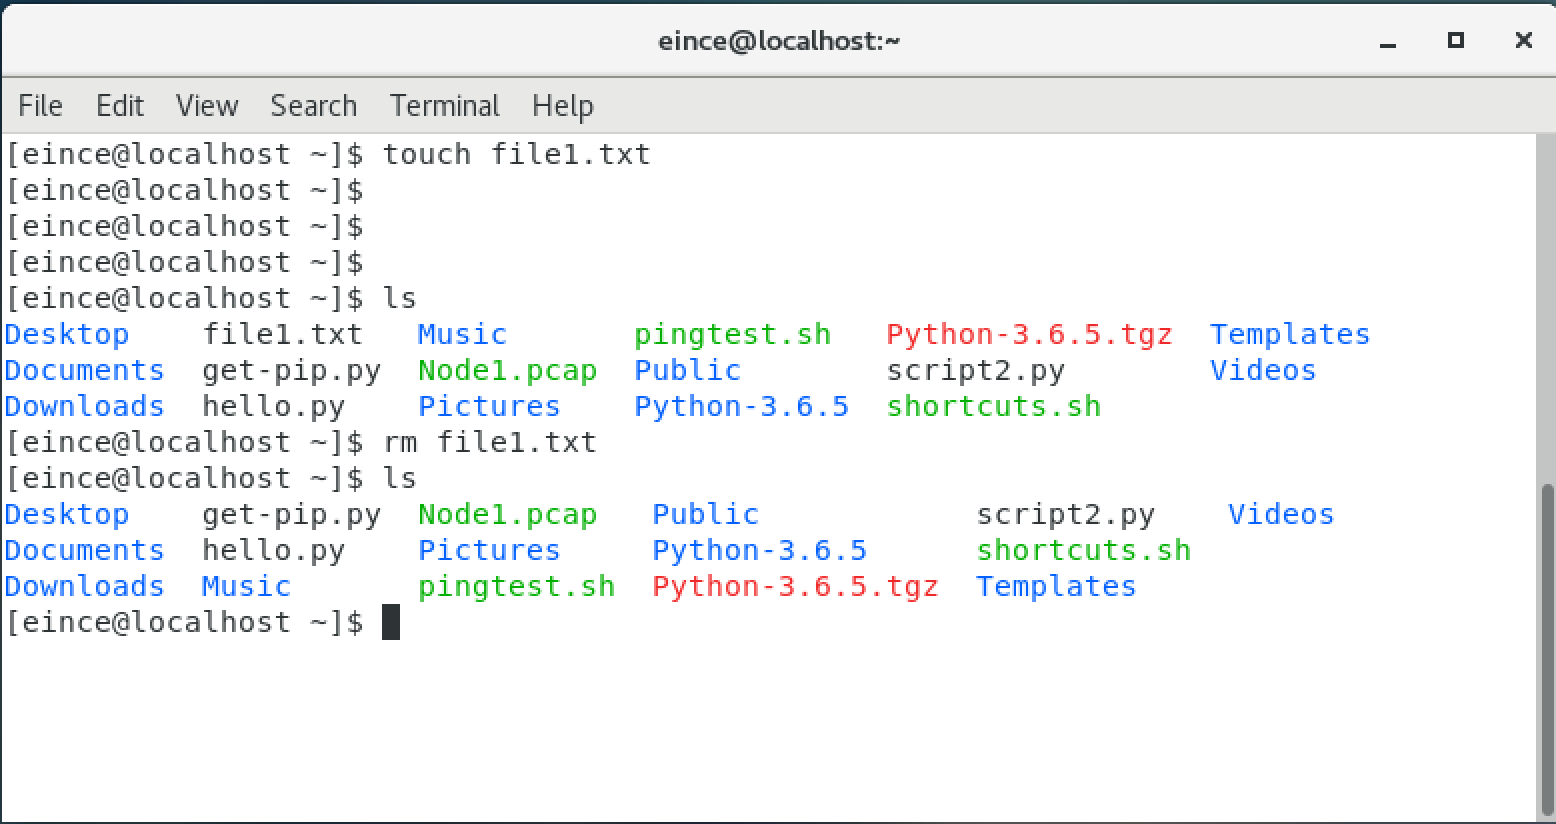 eince@localhost:~
File Edit View Search Terminal Help
[eince@localhost ~]$ touch file1.txt
[eince@localhost ~]$
[eince@localhost ~]$
[eince@localhost ~]$
[eince@localhost ~]$ ls
Desktop    file1.txt   Music       pingtest.sh   Python-3.6.5.tgz  Templates
Documents  get-pip.py  Node1.pcap  Public        script2.py        Videos
Downloads  hello.py    Pictures    Python-3.6.5  shortcuts.sh
[eince@localhost ~]$ rm file1.txt
[eince@localhost ~]$ ls
Desktop    get-pip.py  Node1.pcap   Public            script2.py    Videos
Documents  hello.py    Pictures     Python-3.6.5      shortcuts.sh
Downloads  Music       pingtest.sh  Python-3.6.5.tgz  Templates
[eince@localhost ~]$